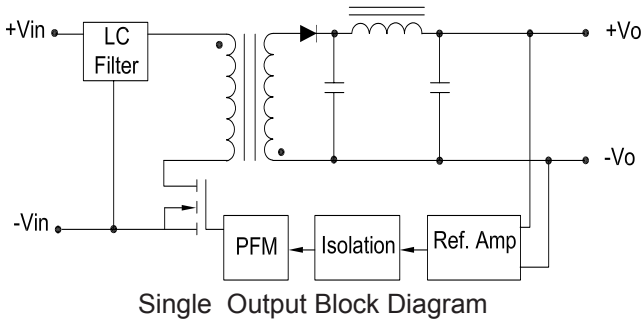 +Vin
LC
Filter
+Vo
-Vo
-Vin
PFM
Isolation
Ref. Amp
Single Output Block Diagram